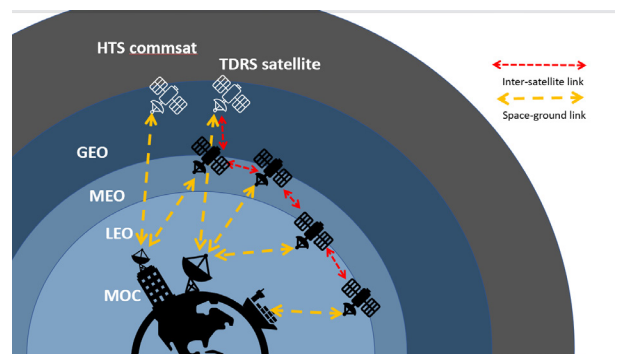 HTS commsat
TDRS satellite
Inter-satellite link
Space-ground link
GEO
MEO
LEO
MOC